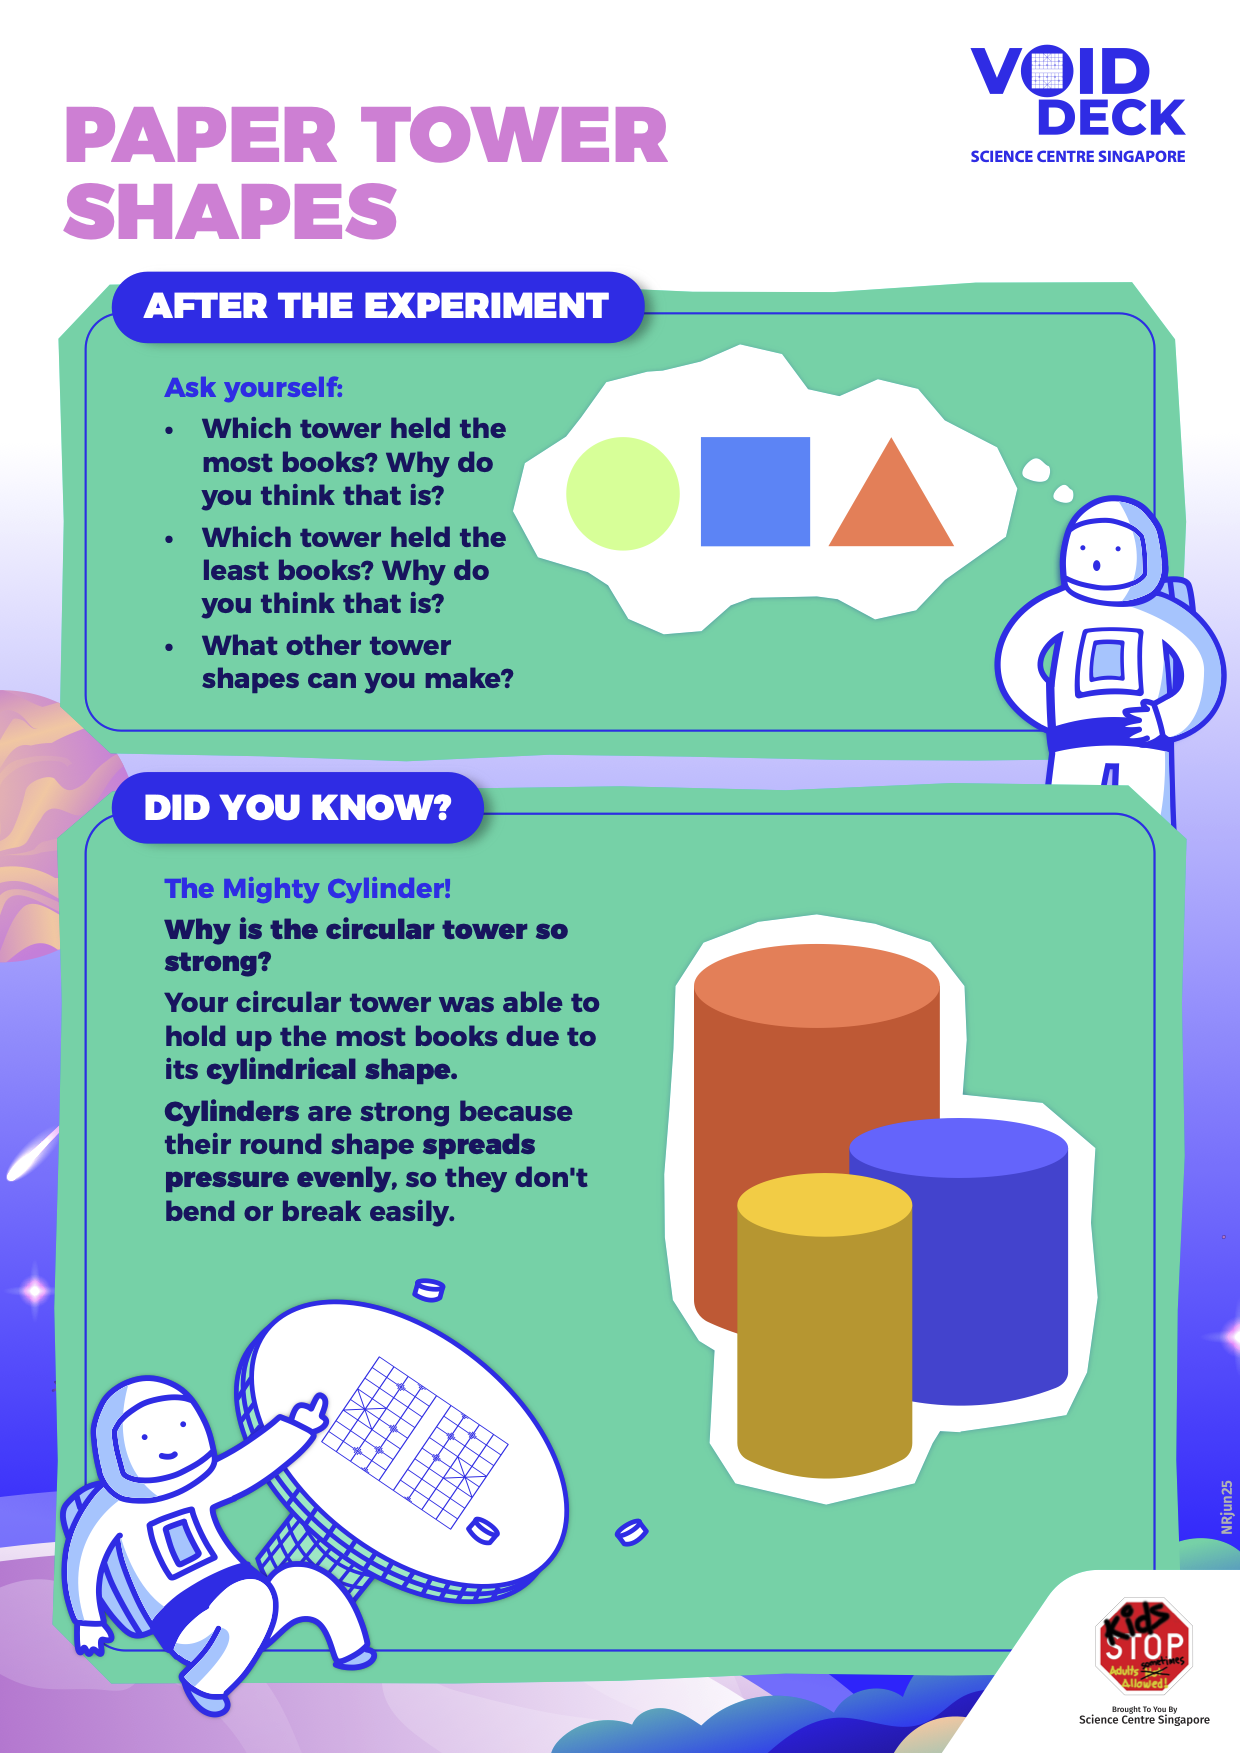 VOID
DECK
SCIENCE CENTRE SINGAPORE
PAPER TOWER
SHAPES
AFTER THE EXPERIMENT
Ask yourself:
• Which tower held the
most books? Why do
you think that is?
• Which tower held the
least books? Why do
you think that is?
• What other tower
shapes can you make?
DID YOU KNOW?
The Mighty Cylinder!
Why is the circular tower so
strong?
Your circular tower was able to
hold up the most books due to
its cylindrical shape.
Cylinders are strong because
their round shape spreads
pressure evenly, so they don't
bend or break easily.
NRjun25
Kids
STOP
sometimes
Adults
Allowed!
Brought To You By
Science Centre Singapore